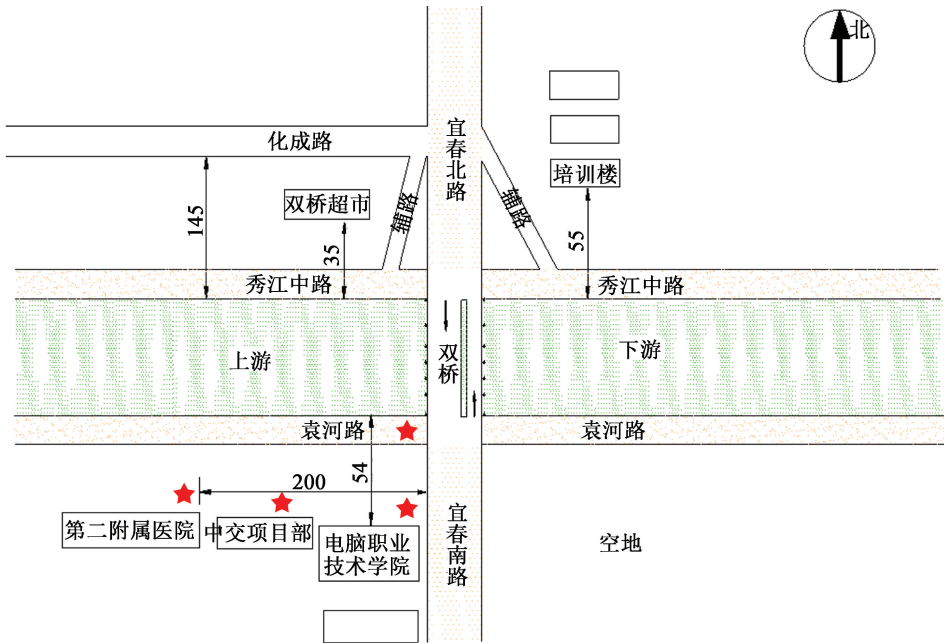 北
化成路
宜春北路
培训楼
双桥超市
辅路
辅路
145
35
55
秀江中路
秀江中路
上游
双桥
下游
袁河路
袁河路
200
54
第二附属医院
中交项目部
电脑职业
技术学院
宜春南路
空地